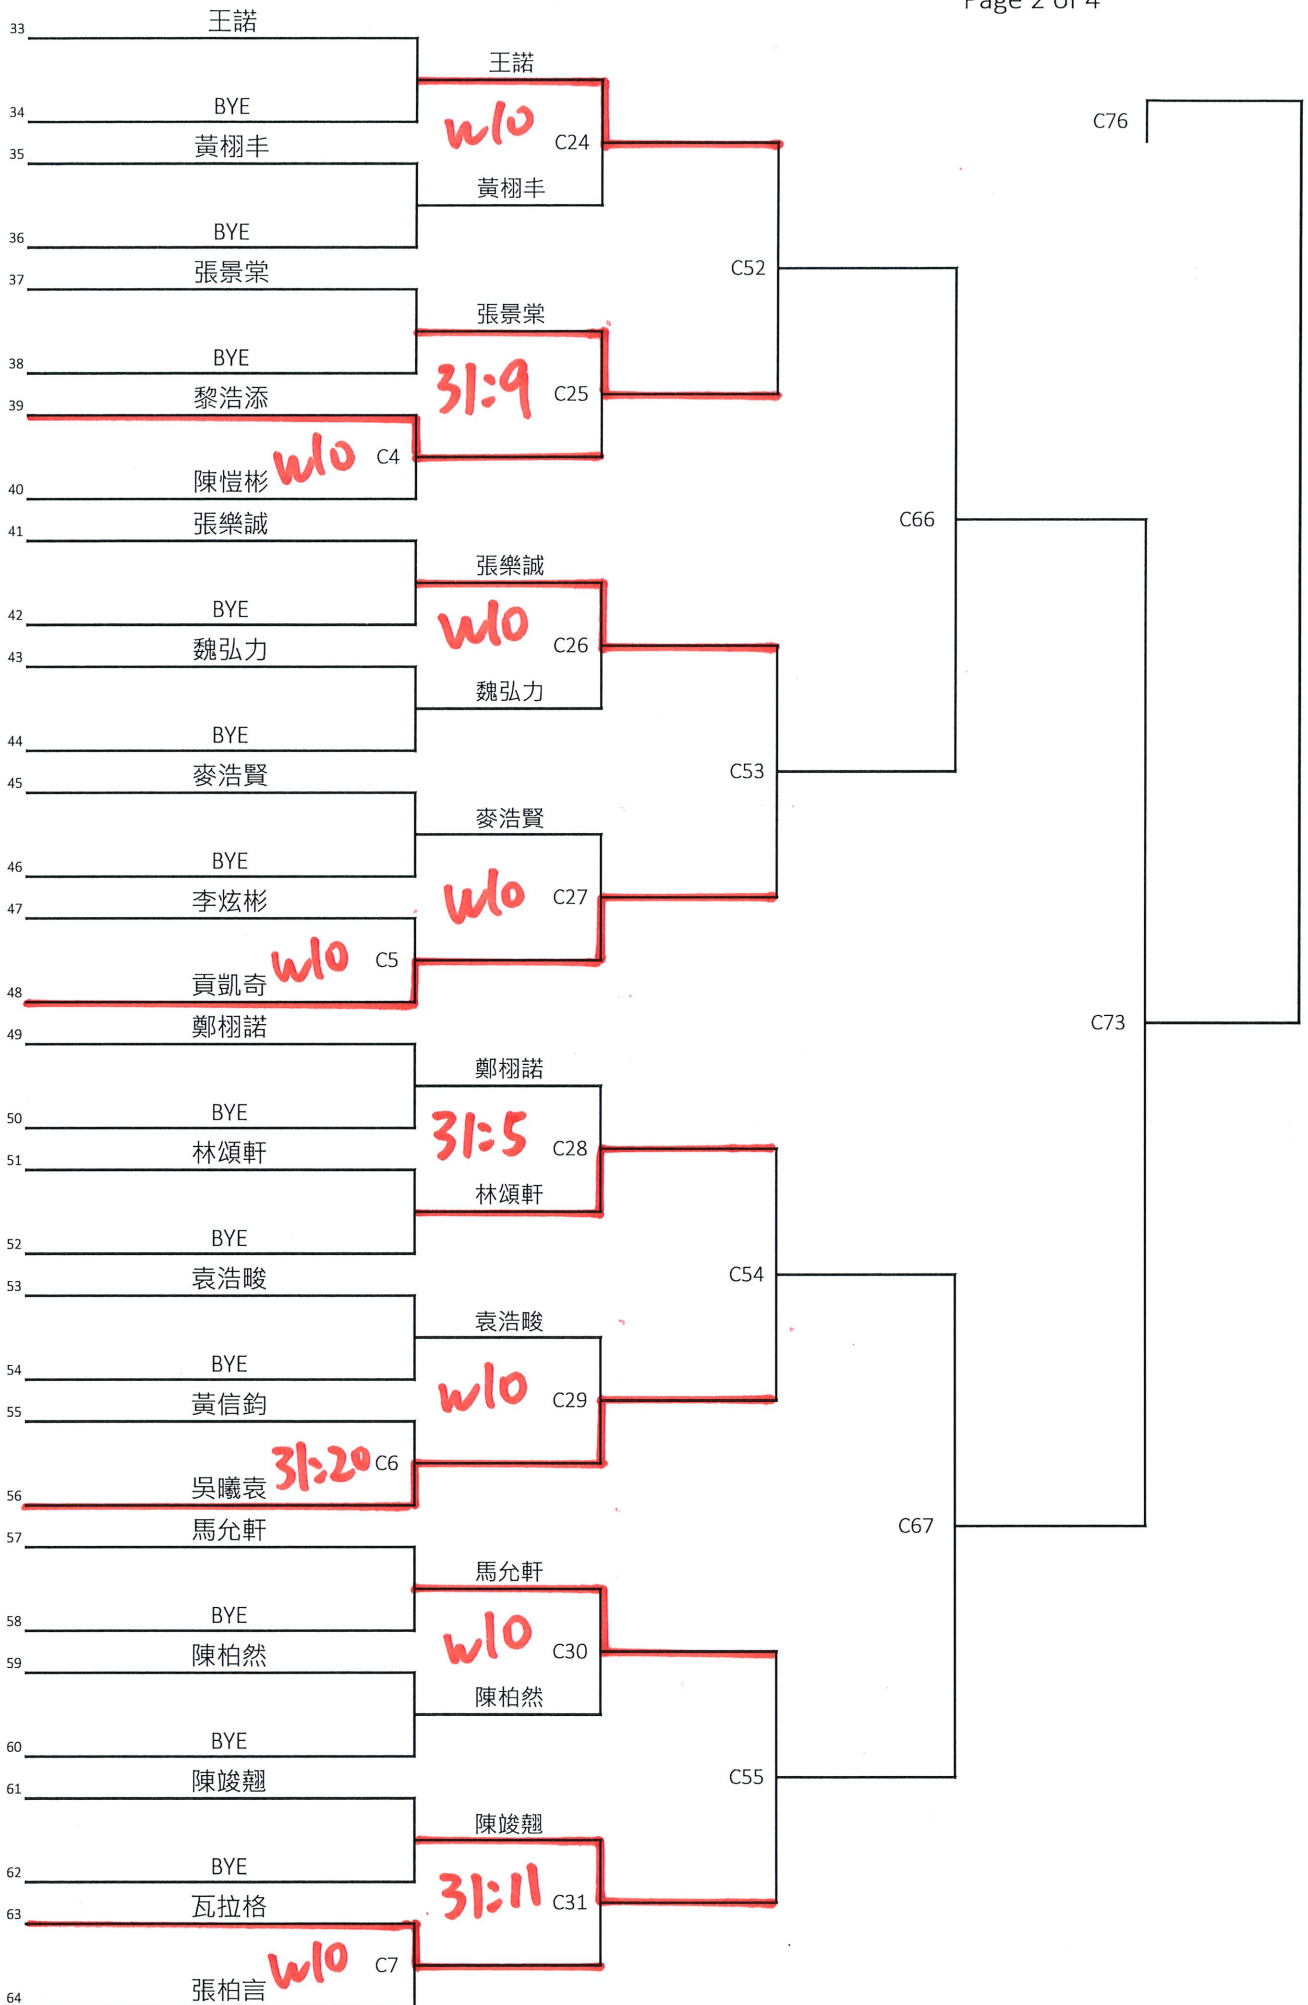 Page 2 of 4
33 王諾
王諾
34 BYE
w/o C24
C76
35 黃栩丰
黃栩丰
36 BYE
37 張景棠
C52
張景棠
38 BYE
31:9 C25
39 黎浩添
w/o C4
40 陳愷彬
41 張樂誠
C66
張樂誠
42 BYE
w/o C26
43 魏弘力
魏弘力
44 BYE
45 麥浩賢
C53
麥浩賢
46 BYE
w/o C27
47 李炫彬
w/o C5
48 貢凱奇
49 鄭栩諾
C73
鄭栩諾
50 BYE
31:5 C28
51 林頌軒
林頌軒
52 BYE
53 袁浩畯
C54
袁浩畯
54 BYE
w/o C29
55 黃信鈞
31:20 C6
56 吳曦袁
57 馬允軒
C67
馬允軒
58 BYE
w/o C30
59 陳柏然
陳柏然
60 BYE
61 陳竣翹
C55
陳竣翹
62 BYE
31:11 C31
63 瓦拉格
w/o C7
64 張柏言